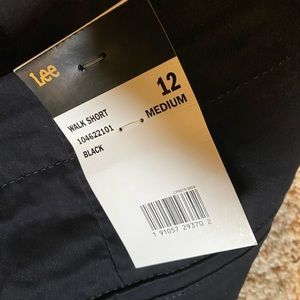 Lee
12
MEDIUM
WALK SHORT
104622101
BLACK
1 91057 29370 2